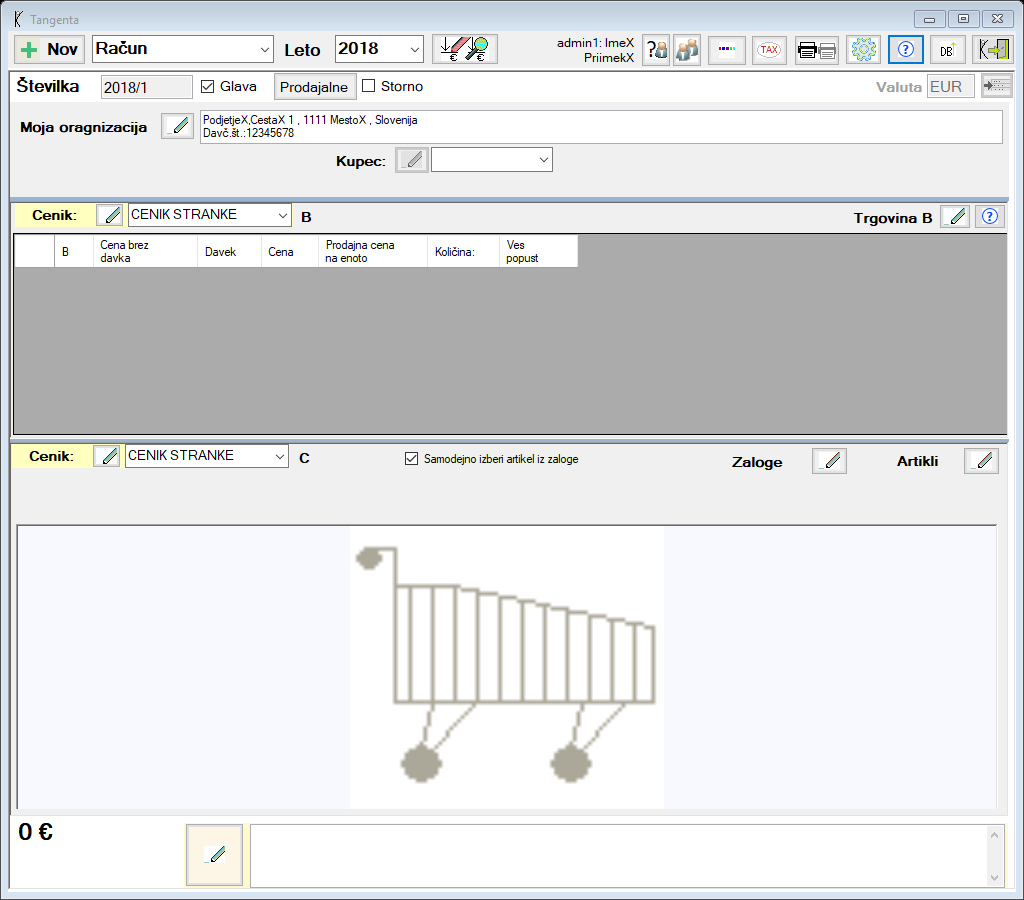 Tangenta
Nov Račun Leto 2018 € € admin1: ImeX PriimekX ? TAX ? DB
Številka 2018/1 Glava Prodajalne Storno Valuta EUR
Moja oragnizacija PodjetjeX,CestaX 1 , 1111 MestoX , Slovenija
Davč.št.:12345678
Kupec:
Cenik: CENIK STRANKE B Trgovina B ?
B Cena brez davka Davek Cena Prodajna cena na enoto Količina: Ves popust
Cenik: CENIK STRANKE C Samodejno izberi artikel iz zaloge Zaloge Artikli
0 €